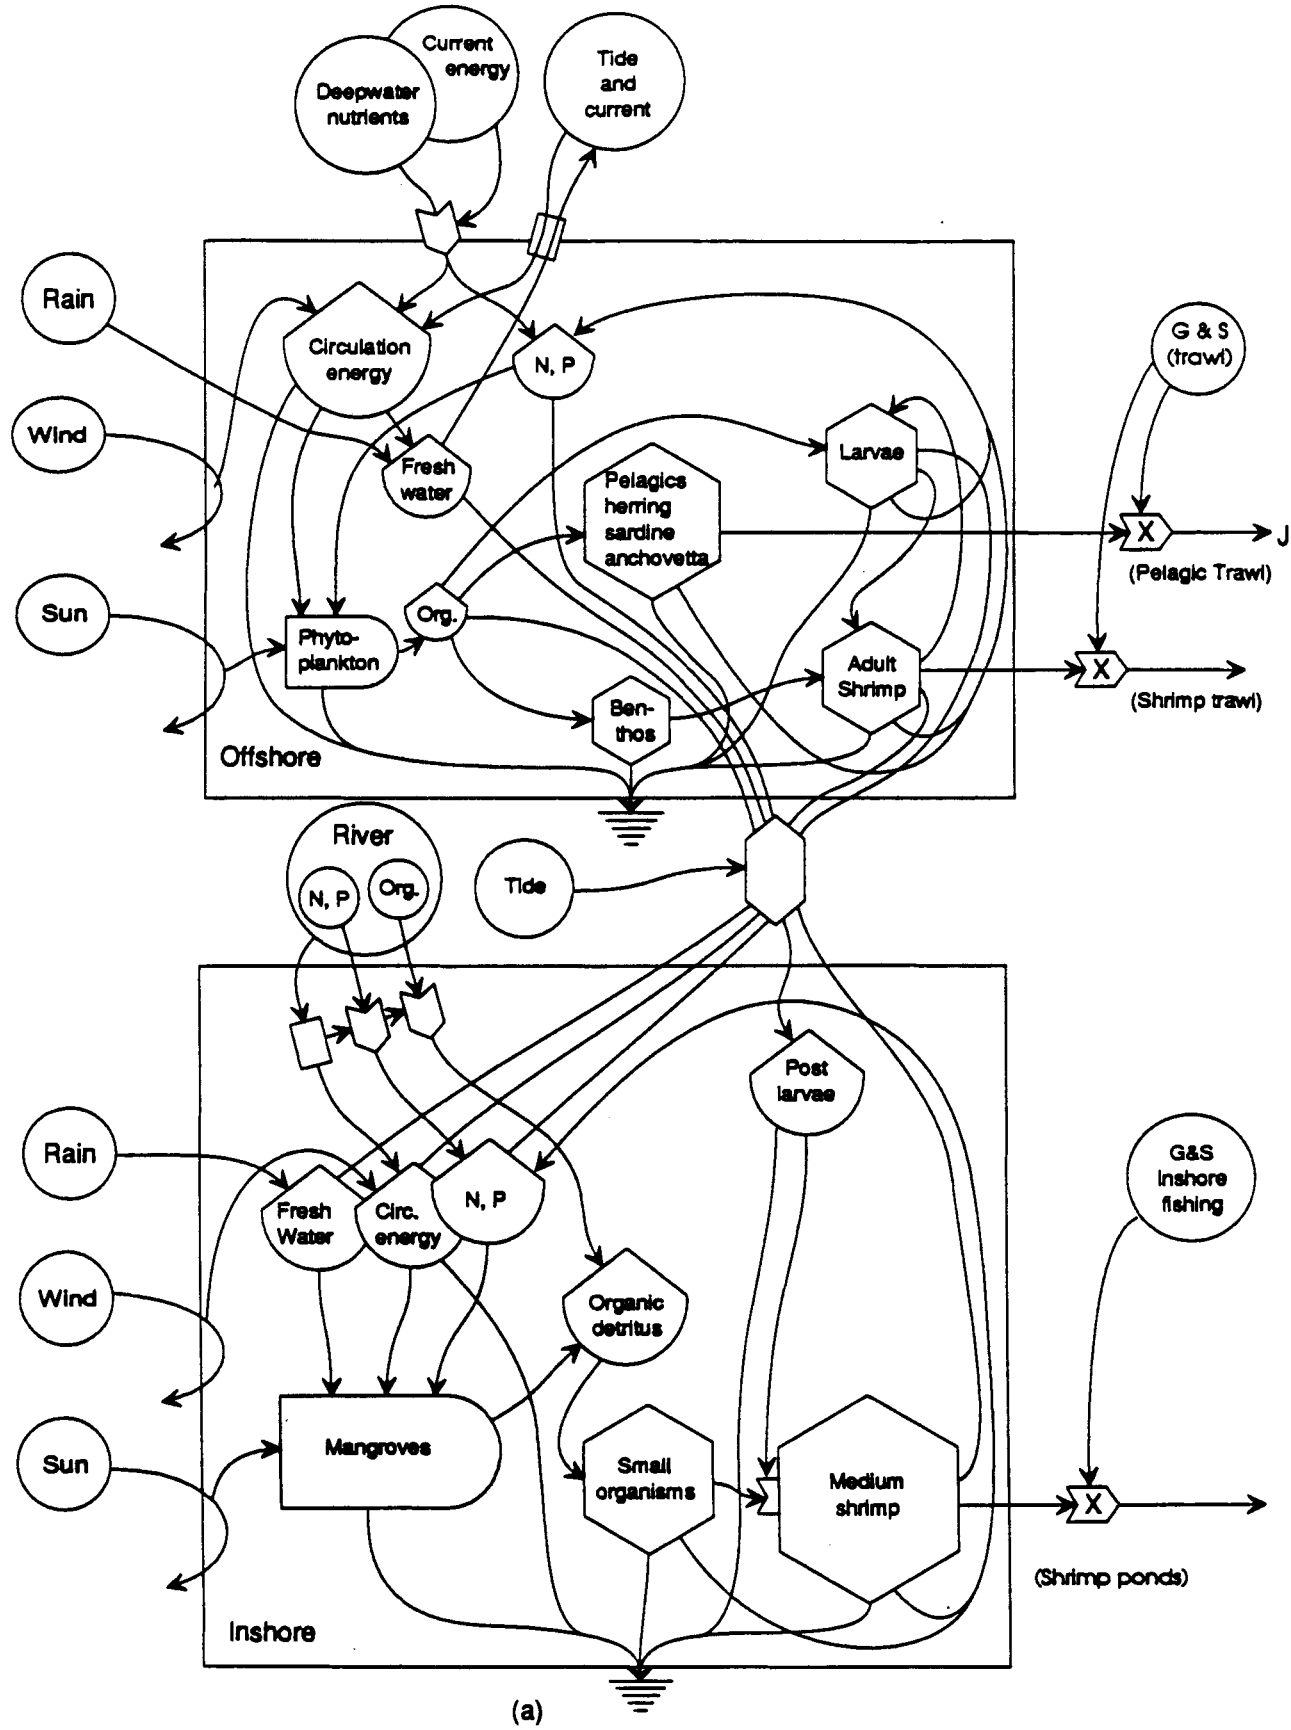 Current
energy
Deepwater
nutrients
Tide
and
current
Rain
Circulation
energy
N, P
G & S
(trawl)
Wind
Fresh
water
Larvae
Pelagics
herring
sardine
anchovetta
X
J
(Pelagic Trawl)
Sun
Org.
Phyto-
plankton
Adult
Shrimp
X
(Shrimp trawl)
Ben-
thos
Offshore
River
N, P
Org.
Tide
Post
larvae
Rain
Fresh
Water
Circ.
energy
N, P
G&S
Inshore
fishing
Wind
Organic
detritus
Sun
Mangroves
Small
organisms
Medium
shrimp
X
(Shrimp ponds)
Inshore
(a)